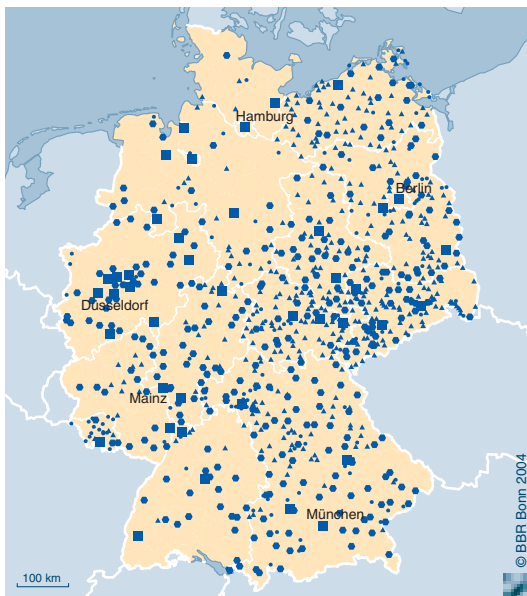 Hamburg
Berlin
Düsseldorf
Mainz
München
100 km
© BBR Bonn 2004